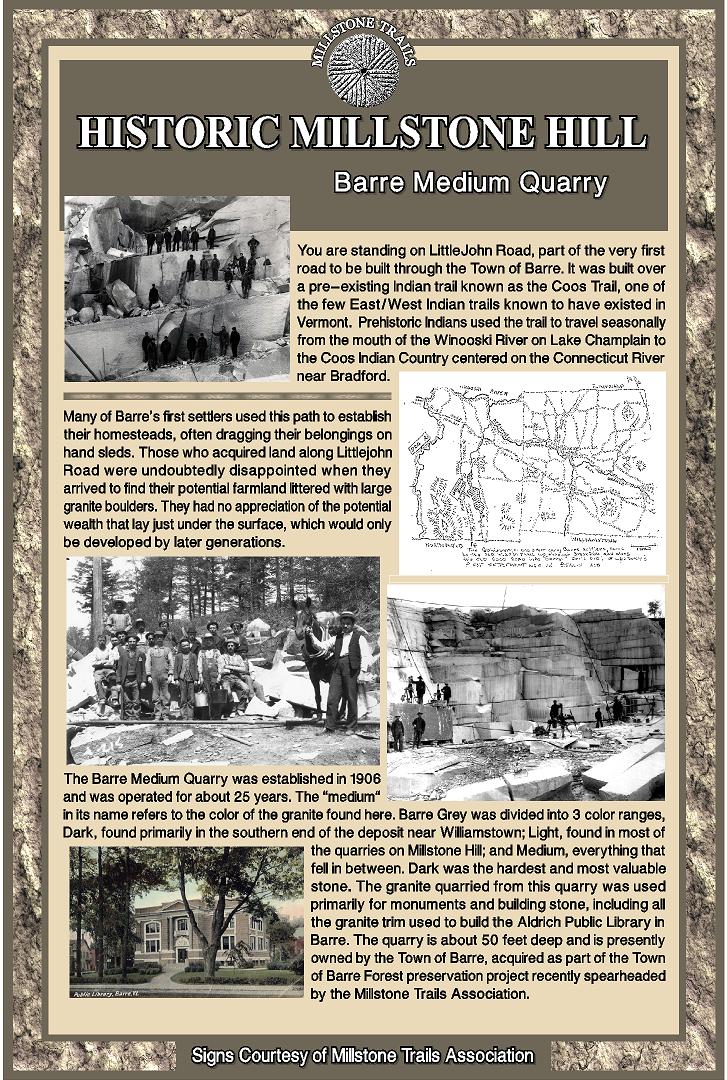 MILLSTONE TRAILS
HISTORIC MILLSTONE HILL
Barre Medium Quarry
You are standing on LittleJohn Road, part of the very first
road to be built through the Town of Barre. It was built over
a pre–existing Indian trail known as the Coos Trail, one of
the few East/West Indian trails known to have existed in
Vermont. Prehistoric Indians used the trail to travel seasonally
from the mouth of the Winooski River on Lake Champlain to
the Coos Indian Country centered on the Connecticut River
near Bradford.
Many of Barre's first settlers used this path to establish
their homesteads, often dragging their belongings on
hand sleds. Those who acquired land along Littlejohn
Road were undoubtedly disappointed when they
arrived to find their potential farmland littered with large
granite boulders. They had no appreciation of the potential
wealth that lay just under the surface, which would only
be developed by later generations.
WILLIAMSTOWN
The Barre Medium Quarry was established in 1906
and was operated for about 25 years. The "medium"
in its name refers to the color of the granite found here. Barre Grey was divided into 3 color ranges,
Dark, found primarily in the southern end of the deposit near Williamstown; Light, found in most of
the quarries on Millstone Hill; and Medium, everything that
fell in between. Dark was the hardest and most valuable
stone. The granite quarried from this quarry was used
primarily for monuments and building stone, including all
the granite trim used to build the Aldrich Public Library in
Barre. The quarry is about 50 feet deep and is presently
owned by the Town of Barre, acquired as part of the Town
of Barre Forest preservation project recently spearheaded
by the Millstone Trails Association.
Public Library, Barre, Vt.
Signs Courtesy of Millstone Trails Association